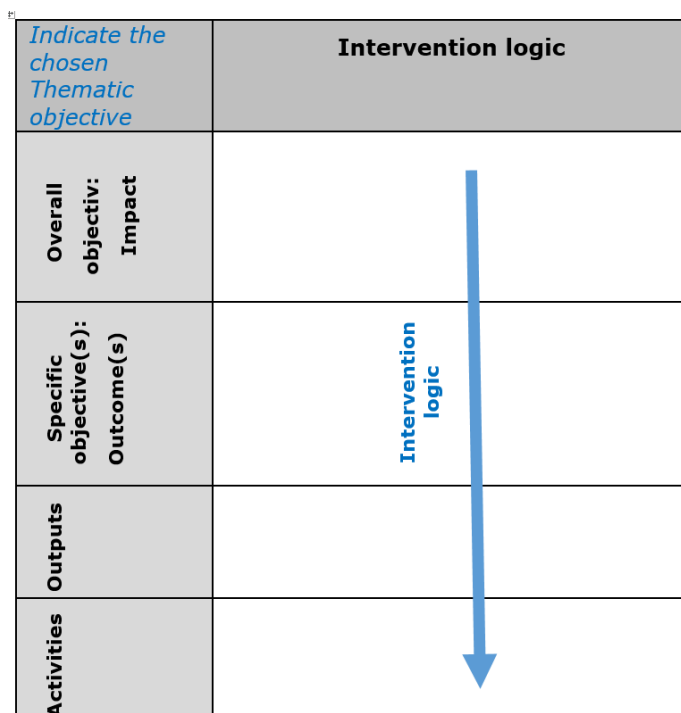 Indicate the
chosen
Thematic
objective
Intervention logic
Overall
objectiv:
Impact
Specific
objective(s):
Outcome(s)
Intervention
logic
Outputs
Activities